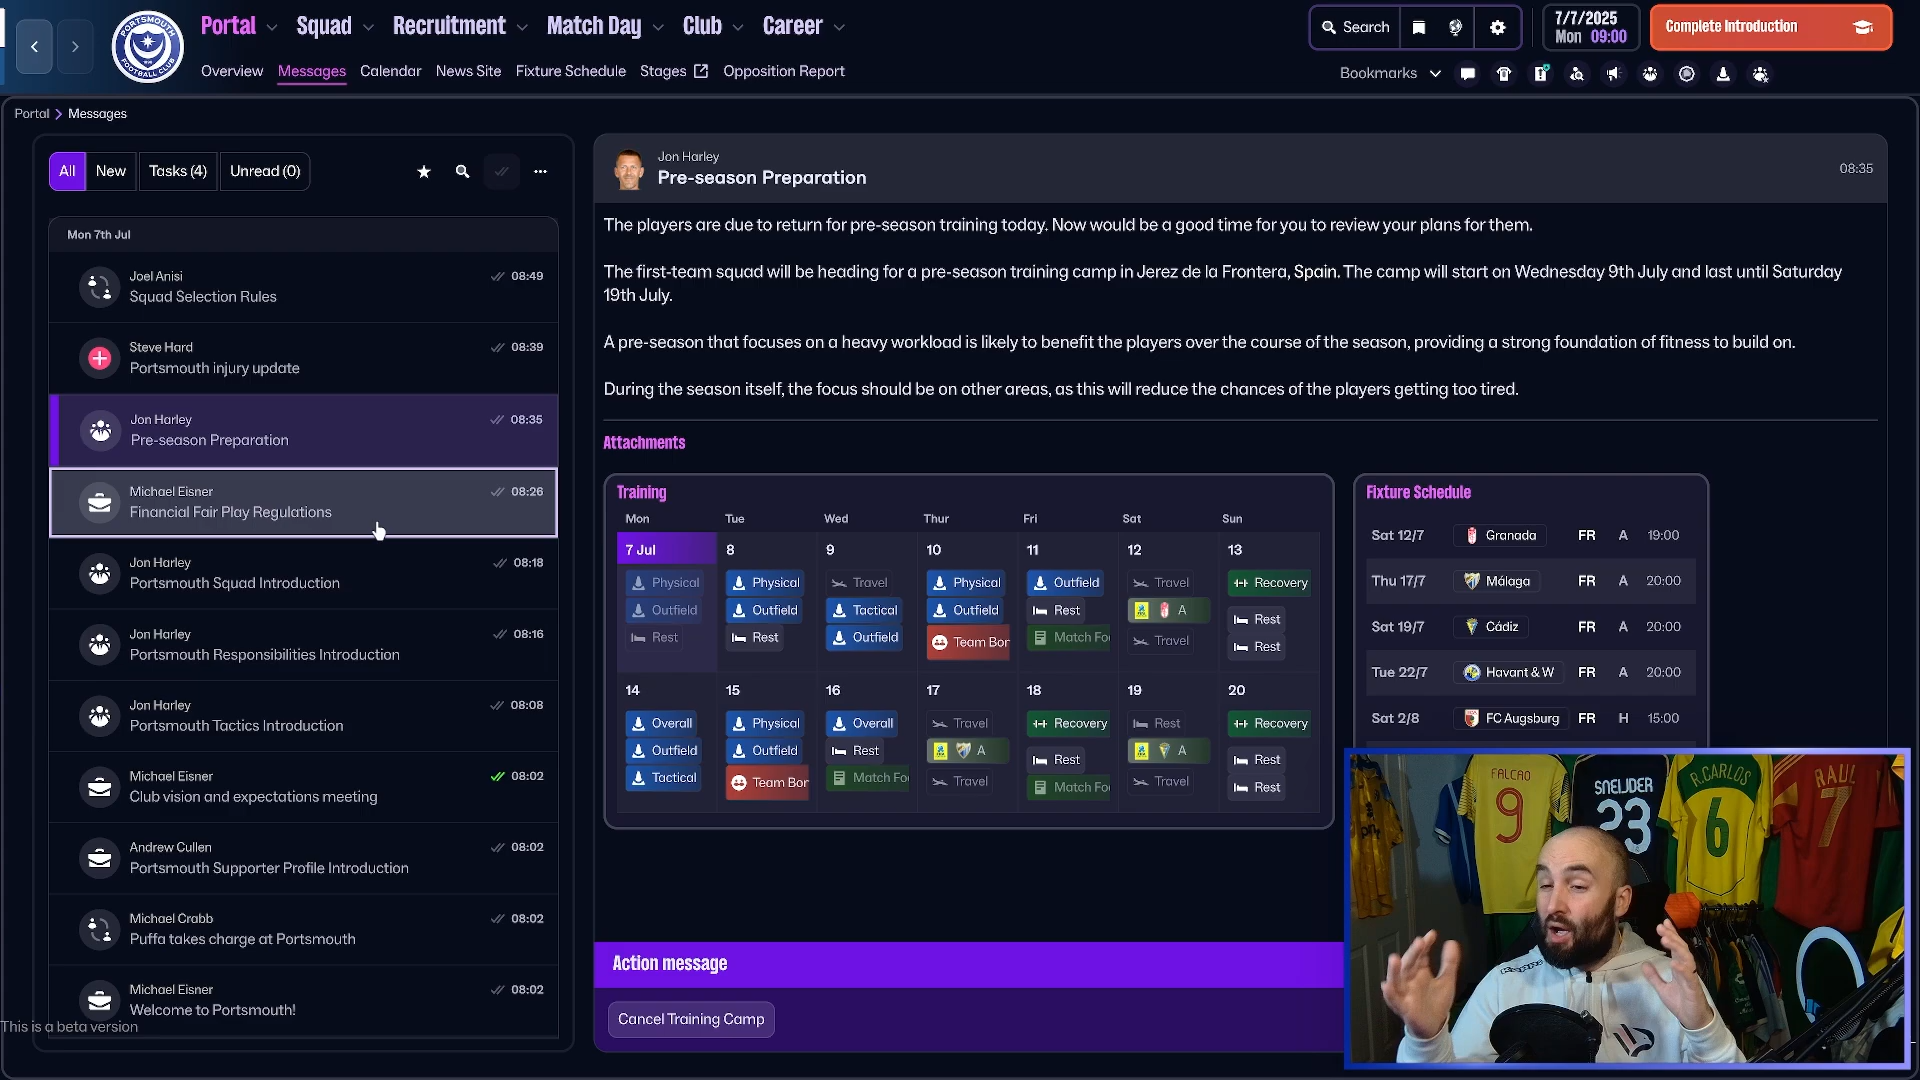 Portal
Squad
Recruitment
Match Day
Club
Career
Search
7/7/2025
Mon 09:00
Complete Introduction
Overview
Messages
Calendar
News Site
Fixture Schedule
Stages
Opposition Report
Bookmarks
PORTSMOUTH
FOOTBALL CLUB
Portal > Messages
All
New
Tasks (4)
Unread (0)
Mon 7th Jul
Joel Anisi
08:49
Squad Selection Rules
Steve Hard
08:39
Portsmouth injury update
Jon Harley
08:35
Pre-season Preparation
Michael Eisner
08:26
Financial Fair Play Regulations
Jon Harley
08:18
Portsmouth Squad Introduction
Jon Harley
08:16
Portsmouth Responsibilities Introduction
Jon Harley
08:08
Portsmouth Tactics Introduction
Michael Eisner
08:02
Club vision and expectations meeting
Andrew Cullen
08:02
Portsmouth Supporter Profile Introduction
Michael Crabb
08:02
Puffa takes charge at Portsmouth
Michael Eisner
08:02
Welcome to Portsmouth!
This is a beta version
Jon Harley
Pre-season Preparation
08:35
The players are due to return for pre-season training today. Now would be a good time for you to review your plans for them.
The first-team squad will be heading for a pre-season training camp in Jerez de la Frontera, Spain. The camp will start on Wednesday 9th July and last until Saturday
19th July.
A pre-season that focuses on a heavy workload is likely to benefit the players over the course of the season, providing a strong foundation of fitness to build on.
During the season itself, the focus should be on other areas, as this will reduce the chances of the players getting too tired.
Attachments
Training
Mon Tue Wed Thur Fri Sat Sun
7 Jul 8 9 10 11 12 13
Physical Physical Travel Physical Outfield Travel Recovery
Outfield Outfield Tactical Outfield Rest A Rest
Rest Rest Outfield Team Bon Match Fo Travel Rest
14 15 16 17 18 19 20
Overall Physical Overall Travel Recovery Rest Recovery
Outfield Outfield Rest A Rest A Rest
Tactical Team Bon Match Fo Travel Match Fo Travel Rest
Fixture Schedule
Sat 12/7 Granada FR A 19:00
Thu 17/7 Málaga FR A 20:00
Sat 19/7 Cádiz FR A 20:00
Tue 22/7 Havant & W FR A 20:00
Sat 2/8 FC Augsburg FR H 15:00
Action message
Cancel Training Camp
FALCAO
9
SNEIJDER
23
R.CARLOS
6
RAUL
7
Kappa